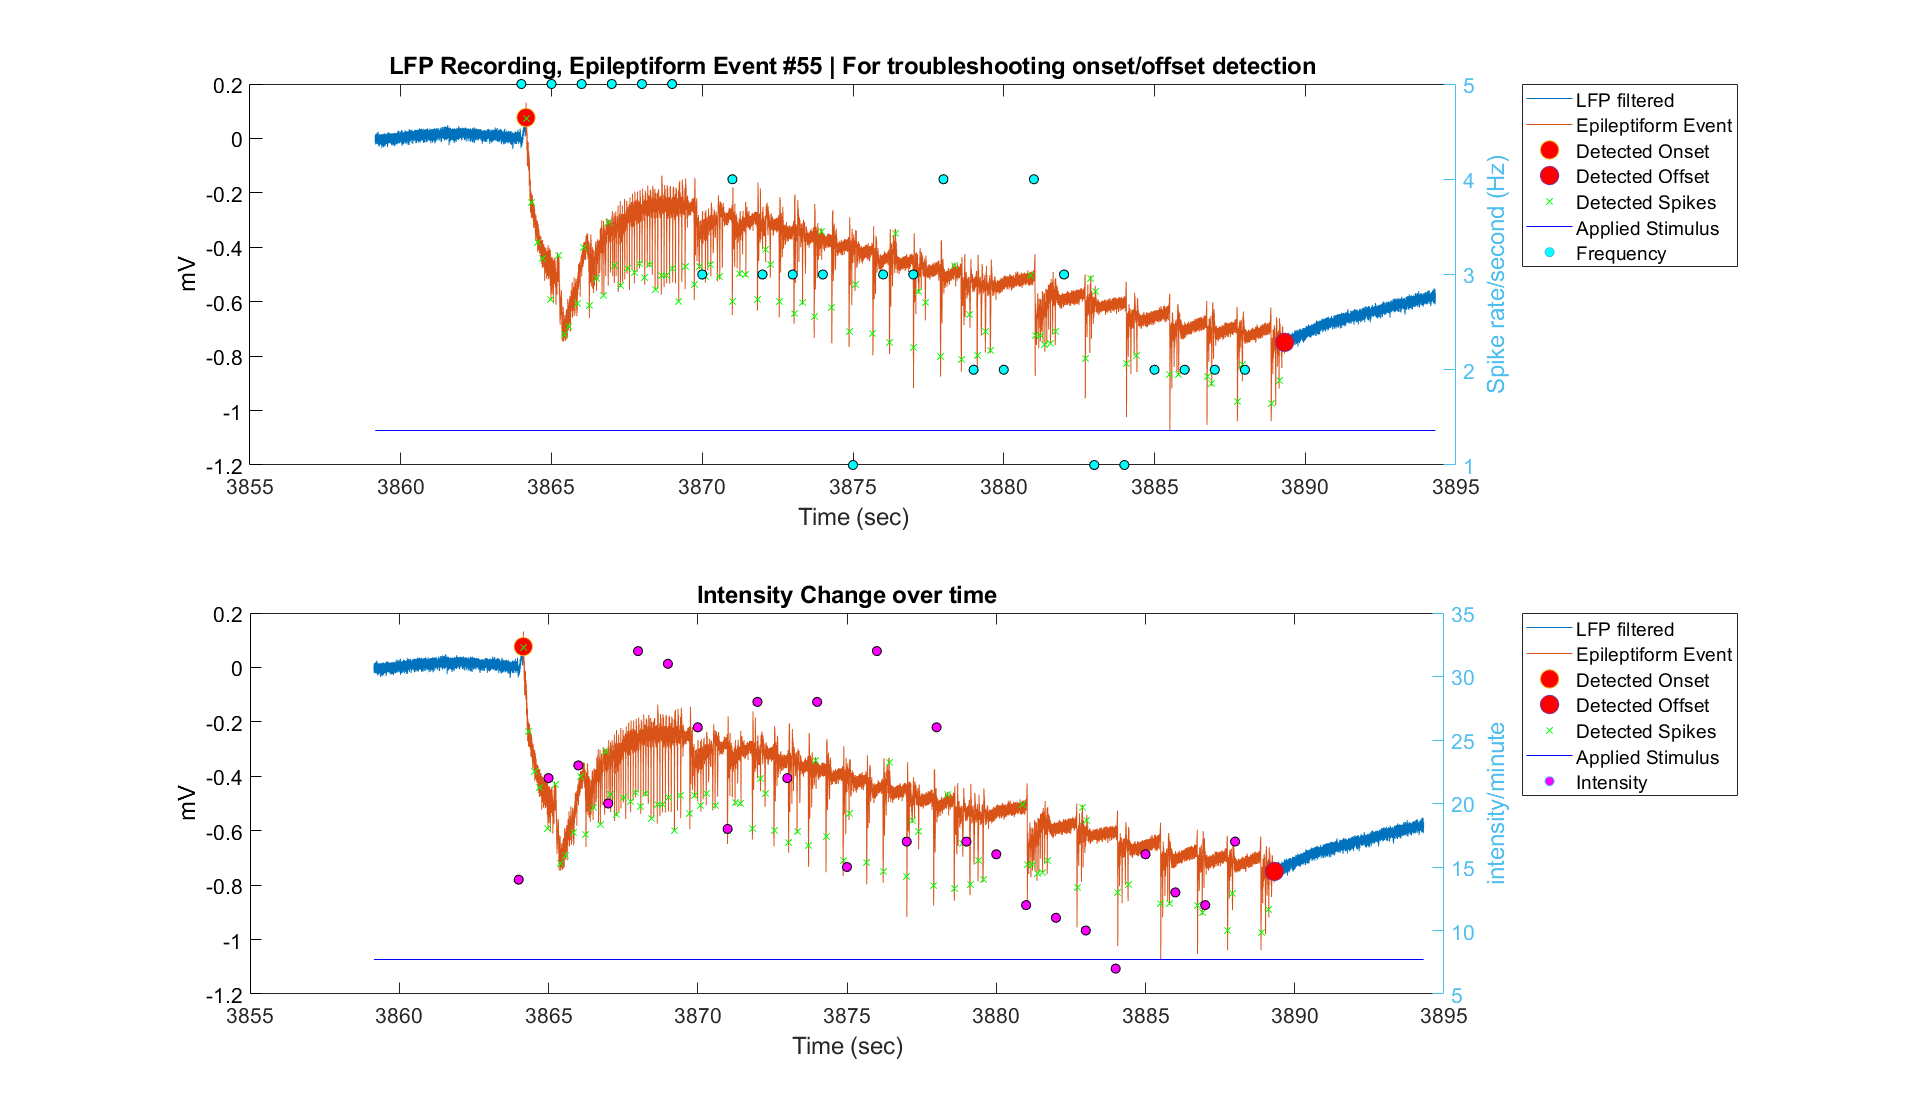 LFP Recording, Epileptiform Event #55 | For troubleshooting onset/offset detection
0.2
0
-0.2
-0.4
-0.6
-0.8
-1
-1.2
mV
5
4
3
2
1
Spike rate/second (Hz)
3855 3860 3865 3870 3875 3880 3885 3890 3895
Time (sec)
LFP filtered
Epileptiform Event
Detected Onset
Detected Offset
Detected Spikes
Applied Stimulus
Frequency
Intensity Change over time
0.2
0
-0.2
-0.4
-0.6
-0.8
-1
-1.2
mV
35
30
25
20
15
10
5
intensity/minute
3855 3860 3865 3870 3875 3880 3885 3890 3895
Time (sec)
LFP filtered
Epileptiform Event
Detected Onset
Detected Offset
Detected Spikes
Applied Stimulus
Intensity